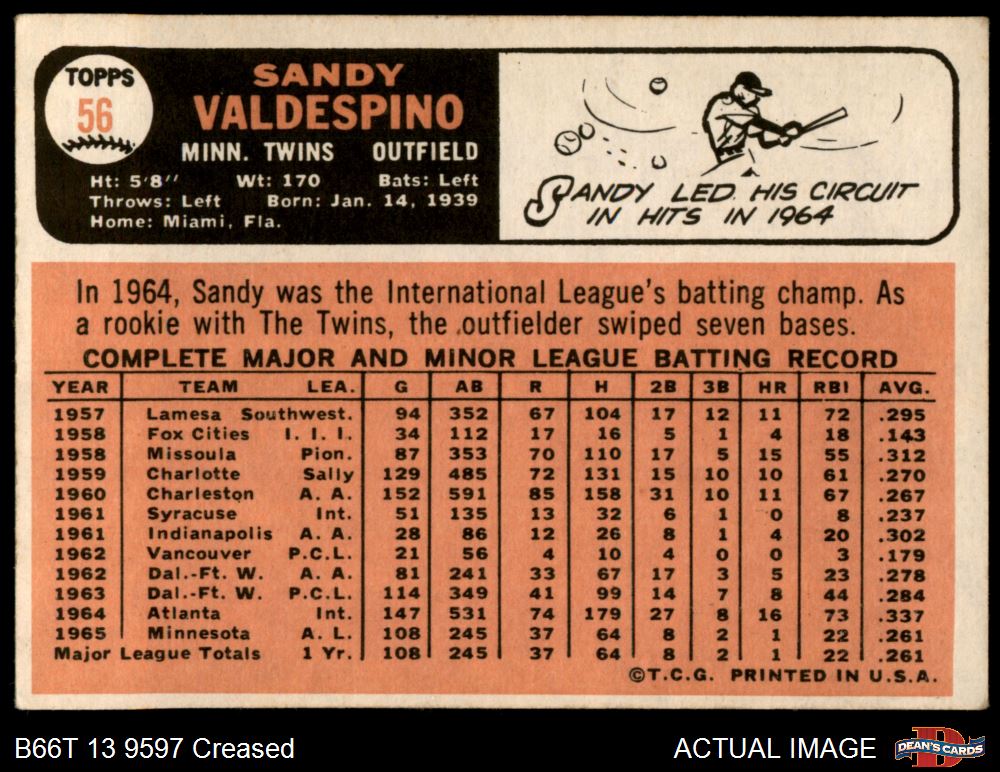 TOPPS
56
SANDY
VALDESPINO
MINN. TWINS OUTFIELD
Ht: 5'8'' Wt: 170 Bats: Left
Throws: Left Born: Jan. 14, 1939
Home: Miami, Fla.
SANDY LED HIS CIRCUIT
IN HITS IN 1964
In 1964, Sandy was the International League's batting champ. As
a rookie with The Twins, the outfielder swiped seven bases.
COMPLETE MAJOR AND MINOR LEAGUE BATTING RECORD
YEAR TEAM LEA. G AB R H 2B 3B HR RBI AVG.
1957 Lamesa Southwest. 94 352 67 104 17 12 11 72 .295
1958 Fox Cities I. I. I. 34 112 17 16 5 1 4 18 .143
1958 Missoula Pion. 87 353 70 110 17 5 15 55 .312
1959 Charlotte Sally 129 485 72 131 15 10 10 61 .270
1960 Charleston A. A. 152 591 85 158 31 10 11 67 .267
1961 Syracuse Int. 51 135 13 32 6 1 0 8 .237
1961 Indianapolis A. A. 28 86 12 26 8 1 4 20 .302
1962 Vancouver P.C.L. 21 56 4 10 4 0 0 3 .179
1962 Dal.-Ft. W. A. A. 81 241 33 67 17 3 5 23 .278
1963 Dal.-Ft. W. P.C.L. 114 349 41 99 14 7 8 44 .284
1964 Atlanta Int. 147 531 74 179 27 8 16 73 .337
1965 Minnesota A. L. 108 245 37 64 8 2 1 22 .261
Major League Totals 1 Yr. 108 245 37 64 8 2 1 22 .261
©T.C.G. PRINTED IN U.S.A.
B66T 13 9597 Creased
ACTUAL IMAGE
DEAN'S CARDS